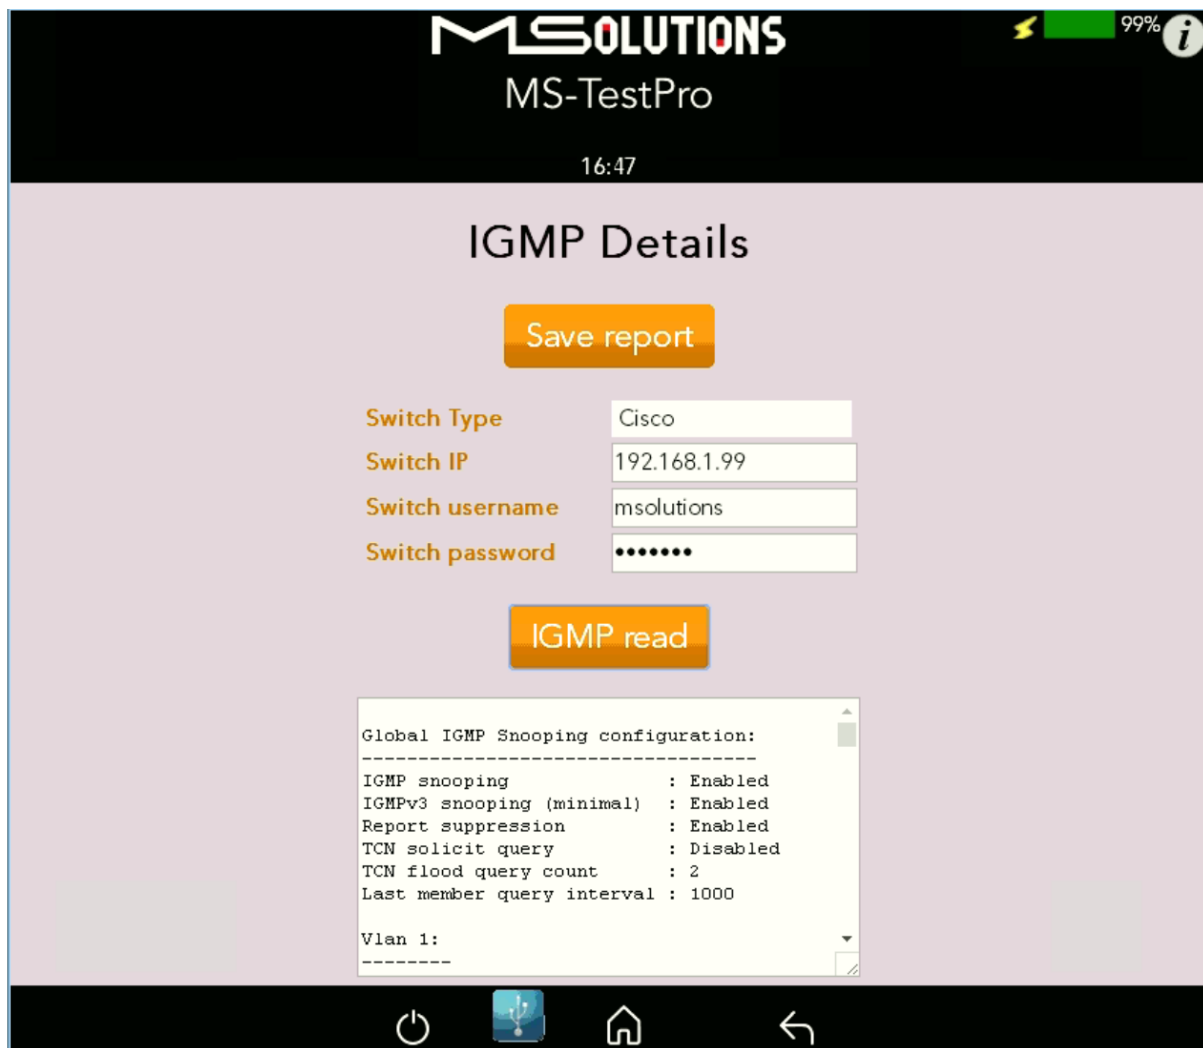 MSOLUTIONS
99%
MS-TestPro
16:47
IGMP Details
Save report
Switch Type Cisco
Switch IP 192.168.1.99
Switch username msolutions
Switch password •••••••
IGMP read
Global IGMP Snooping configuration:
-----------------------------------
IGMP snooping : Enabled
IGMPv3 snooping (minimal) : Enabled
Report suppression : Enabled
TCN solicit query : Disabled
TCN flood query count : 2
Last member query interval : 1000
Vlan 1:
--------